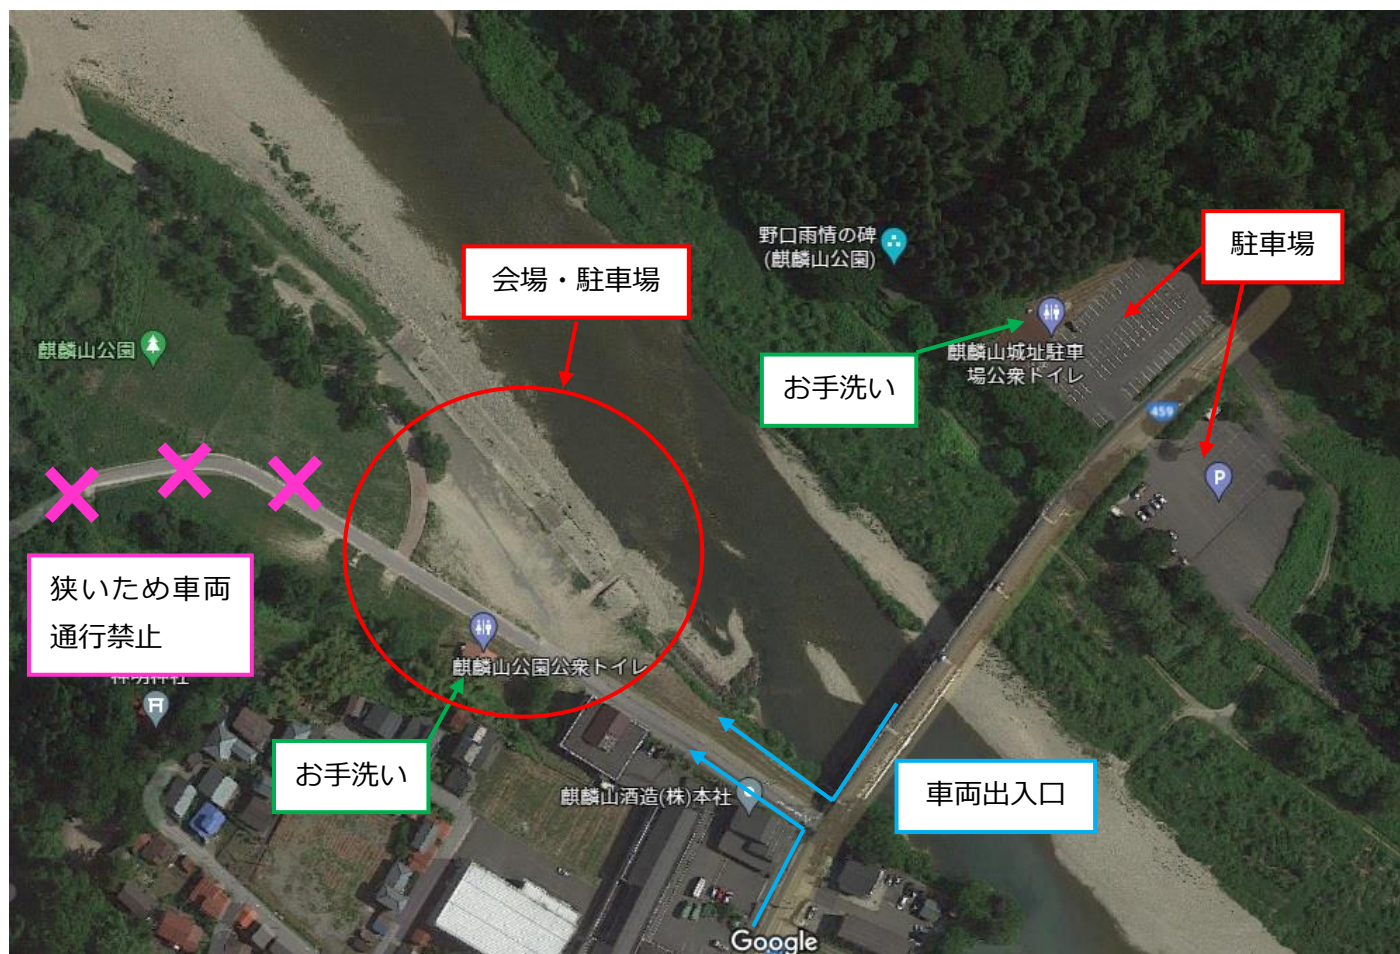 野口雨情の碑
(麒麟山公園)
駐車場
会場・駐車場
麒麟山公園
麒麟山城址駐車
場公衆トイレ
お手洗い
459
P
狭いため車両
通行禁止
麒麟山公園公衆トイレ
お手洗い
麒麟山酒造(株)本社
車両出入口
Google